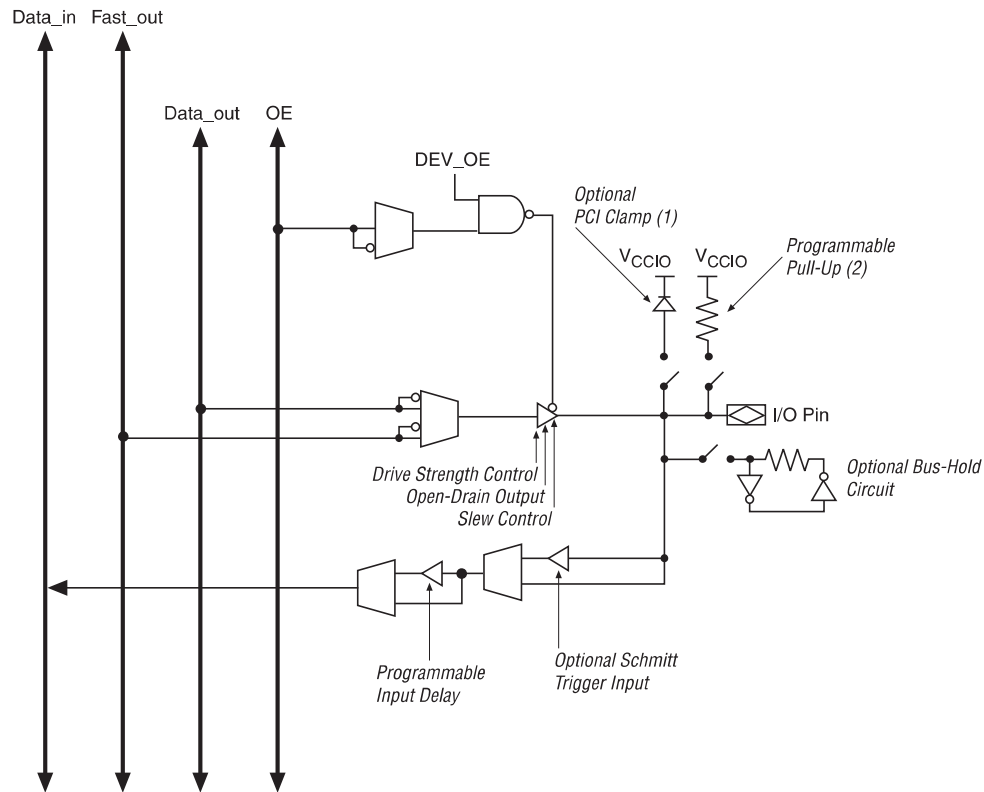 Data_in
Fast_out
Data_out
OE
DEV_OE
Optional
PCI Clamp (1)
VCCIO
VCCIO
Programmable
Pull-Up (2)
I/O Pin
Drive Strength Control
Open-Drain Output
Slew Control
Optional Bus-Hold
Circuit
Programmable
Input Delay
Optional Schmitt
Trigger Input